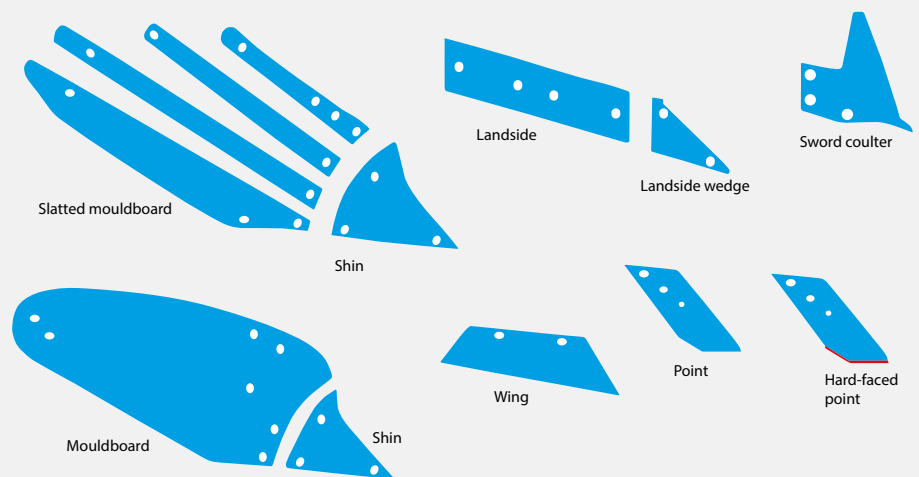 Landside
Sword coulter
Landside wedge
Slatted mouldboard
Shin
Point
Hard-faced
point
Wing
Shin
Mouldboard